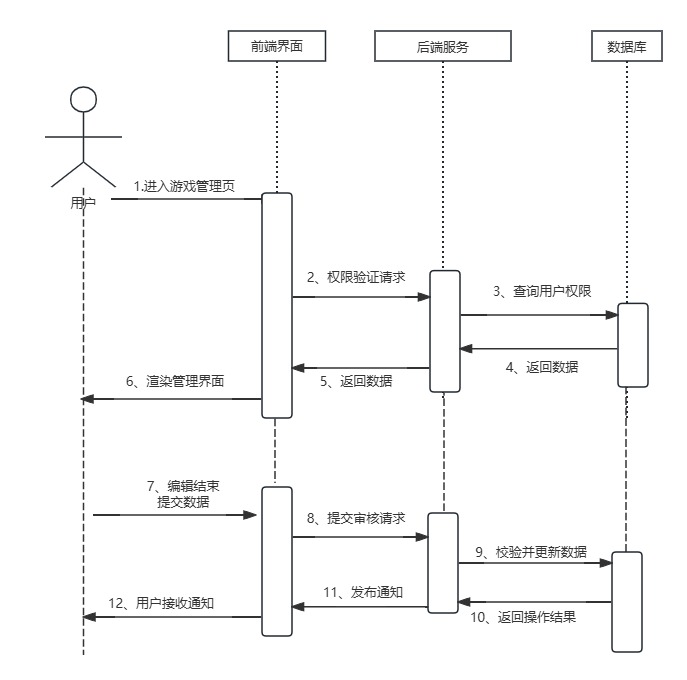 前端界面
后端服务
数据库
用户
1.进入游戏管理页
2、权限验证请求
3、查询用户权限
4、返回数据
5、返回数据
6、渲染管理界面
7、编辑结束
提交数据
8、提交审核请求
9、校验并更新数据
10、返回操作结果
11、发布通知
12、用户接收通知